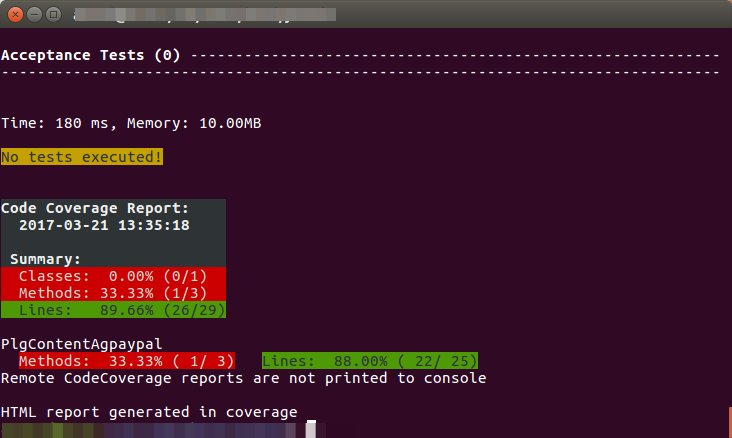 Acceptance Tests (0) -----------------------------------------------------------
--------------------------------------------------------------------------------
Time: 180 ms, Memory: 10.00MB
No tests executed!
Code Coverage Report:
2017-03-21 13:35:18
Summary:
Classes: 0.00% (0/1)
Methods: 33.33% (1/3)
Lines: 89.66% (26/29)
PlgContentAgpaypal
Methods: 33.33% ( 1/ 3) Lines: 88.00% ( 22/ 25)
Remote CodeCoverage reports are not printed to console
HTML report generated in coverage